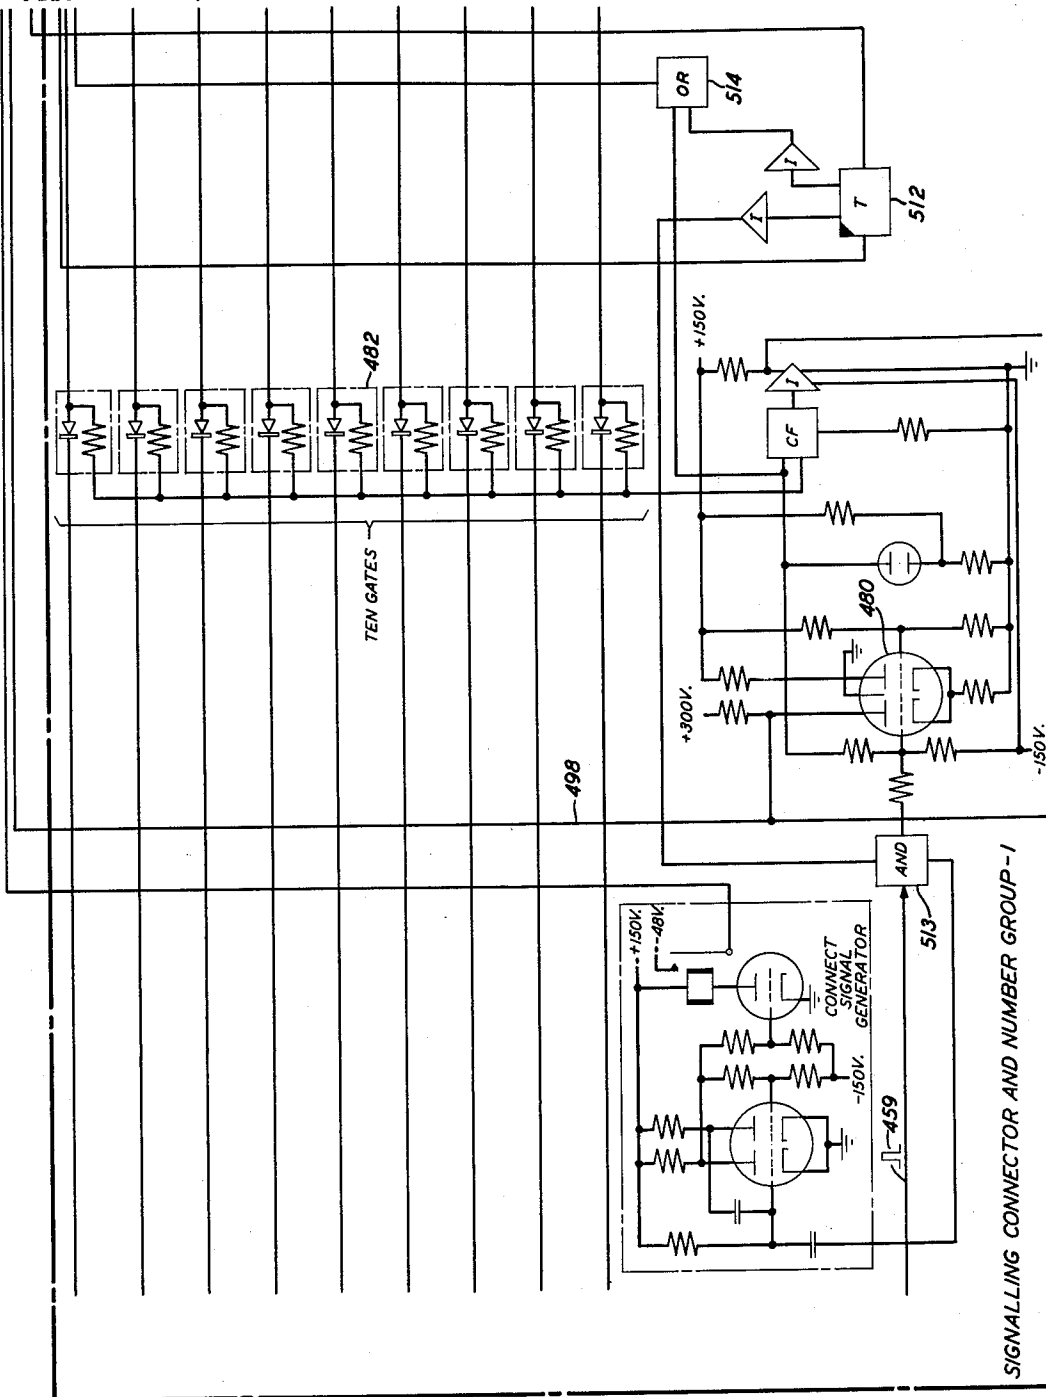 OR
514
I
I
T
512
482
+150V.
I
CF
TEN GATES
480
+300V.
-150V.
498
AND
513
+150V.
-48V.
CONNECT
SIGNAL
GENERATOR
-150V.
459
SIGNALLING CONNECTOR AND NUMBER GROUP-1